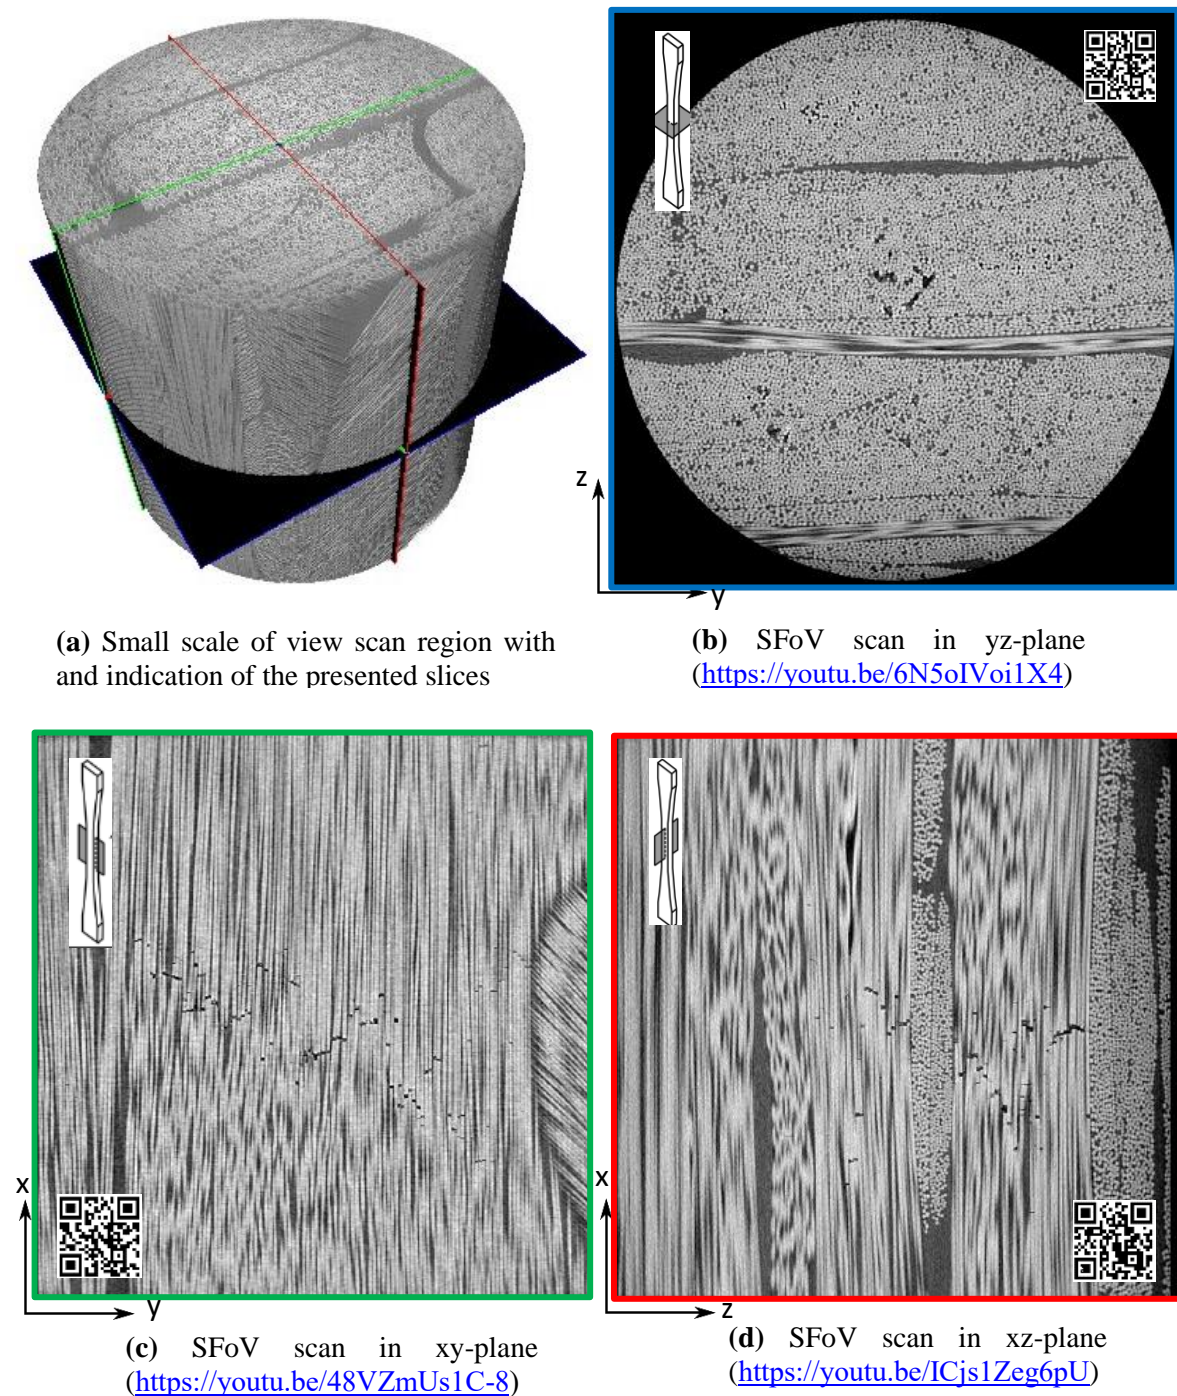 z
y
(a) Small scale of view scan region with
and indication of the presented slices
(b) SFoV scan in yz-plane
(https://youtu.be/6N5oIVoi1X4)
x
y
x
z
(c) SFoV scan in xy-plane
(https://youtu.be/48VZmUs1C-8)
(d) SFoV scan in xz-plane
(https://youtu.be/ICjs1Zeg6pU)